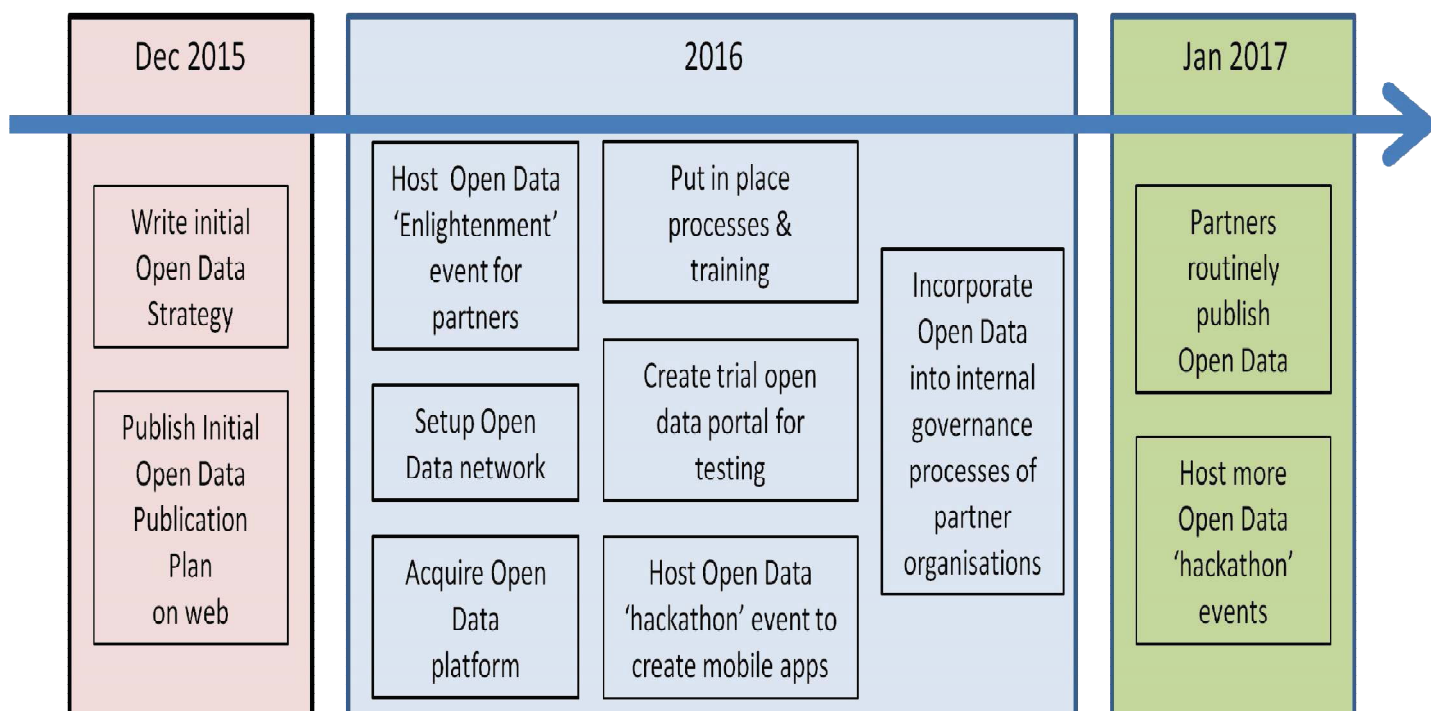 Dec 2015
Write initial
Open Data
Strategy
Publish Initial
Open Data
Publication
Plan
on web
2016
Host Open Data
‘Enlightenment’
event for
partners
Setup Open
Data network
Acquire Open
Data
platform
Put in place
processes &
training
Create trial open
data portal for
testing
Host Open Data
‘hackathon’ event to
create mobile apps
Incorporate
Open Data
into internal
governance
processes of
partner
organisations
Jan 2017
Partners
routinely
publish
Open Data
Host more
Open Data
‘hackathon’
events